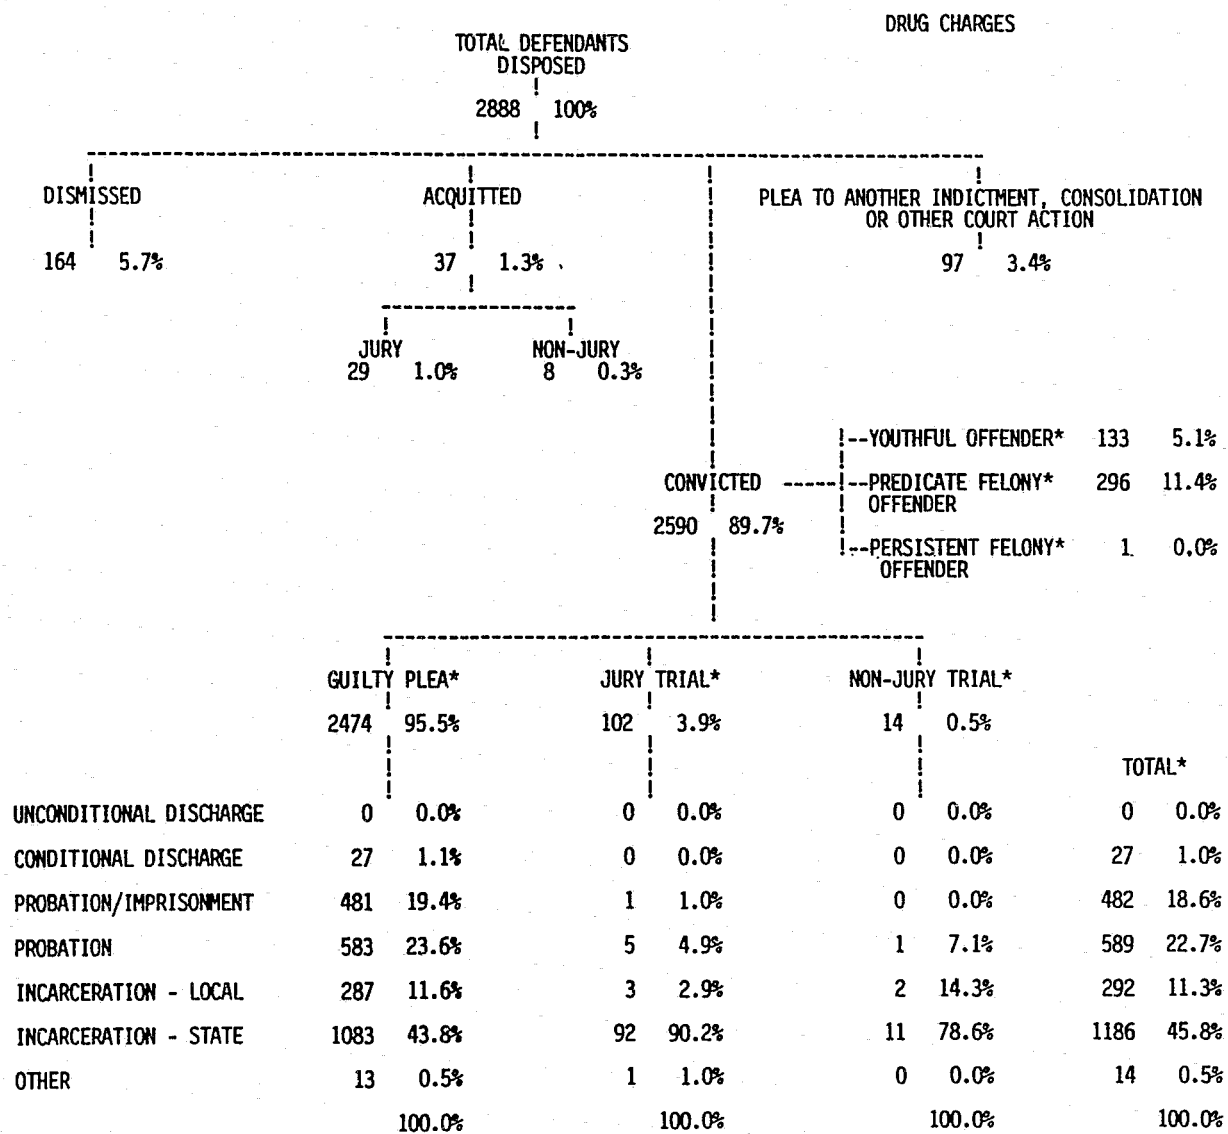 DRUG CHARGES
TOTAL DEFENDANTS
DISPOSED
2888 100%
DISMISSED ACQUITTED PLEA TO ANOTHER INDICTMENT, CONSOLIDATION
OR OTHER COURT ACTION
164 5.7% 37 1.3% 97 3.4%
JURY NON-JURY
29 1.0% 8 0.3%
!--YOUTHFUL OFFENDER* 133 5.1%
CONVICTED -----!--PREDICATE FELONY* 296 11.4%
OFFENDER
2590 89.7%
!--PERSISTENT FELONY* 1 0.0%
OFFENDER
GUILTY PLEA* JURY TRIAL* NON-JURY TRIAL*
2474 95.5% 102 3.9% 14 0.5%
TOTAL*
UNCONDITIONAL DISCHARGE 0 0.0% 0 0.0% 0 0.0% 0 0.0%
CONDITIONAL DISCHARGE 27 1.1% 0 0.0% 0 0.0% 27 1.0%
PROBATION/IMPRISONMENT 481 19.4% 1 1.0% 0 0.0% 482 18.6%
PROBATION 583 23.6% 5 4.9% 1 7.1% 589 22.7%
INCARCERATION - LOCAL 287 11.6% 3 2.9% 2 14.3% 292 11.3%
INCARCERATION - STATE 1083 43.8% 92 90.2% 11 78.6% 1186 45.8%
OTHER 13 0.5% 1 1.0% 0 0.0% 14 0.5%
100.0% 100.0% 100.0% 100.0%